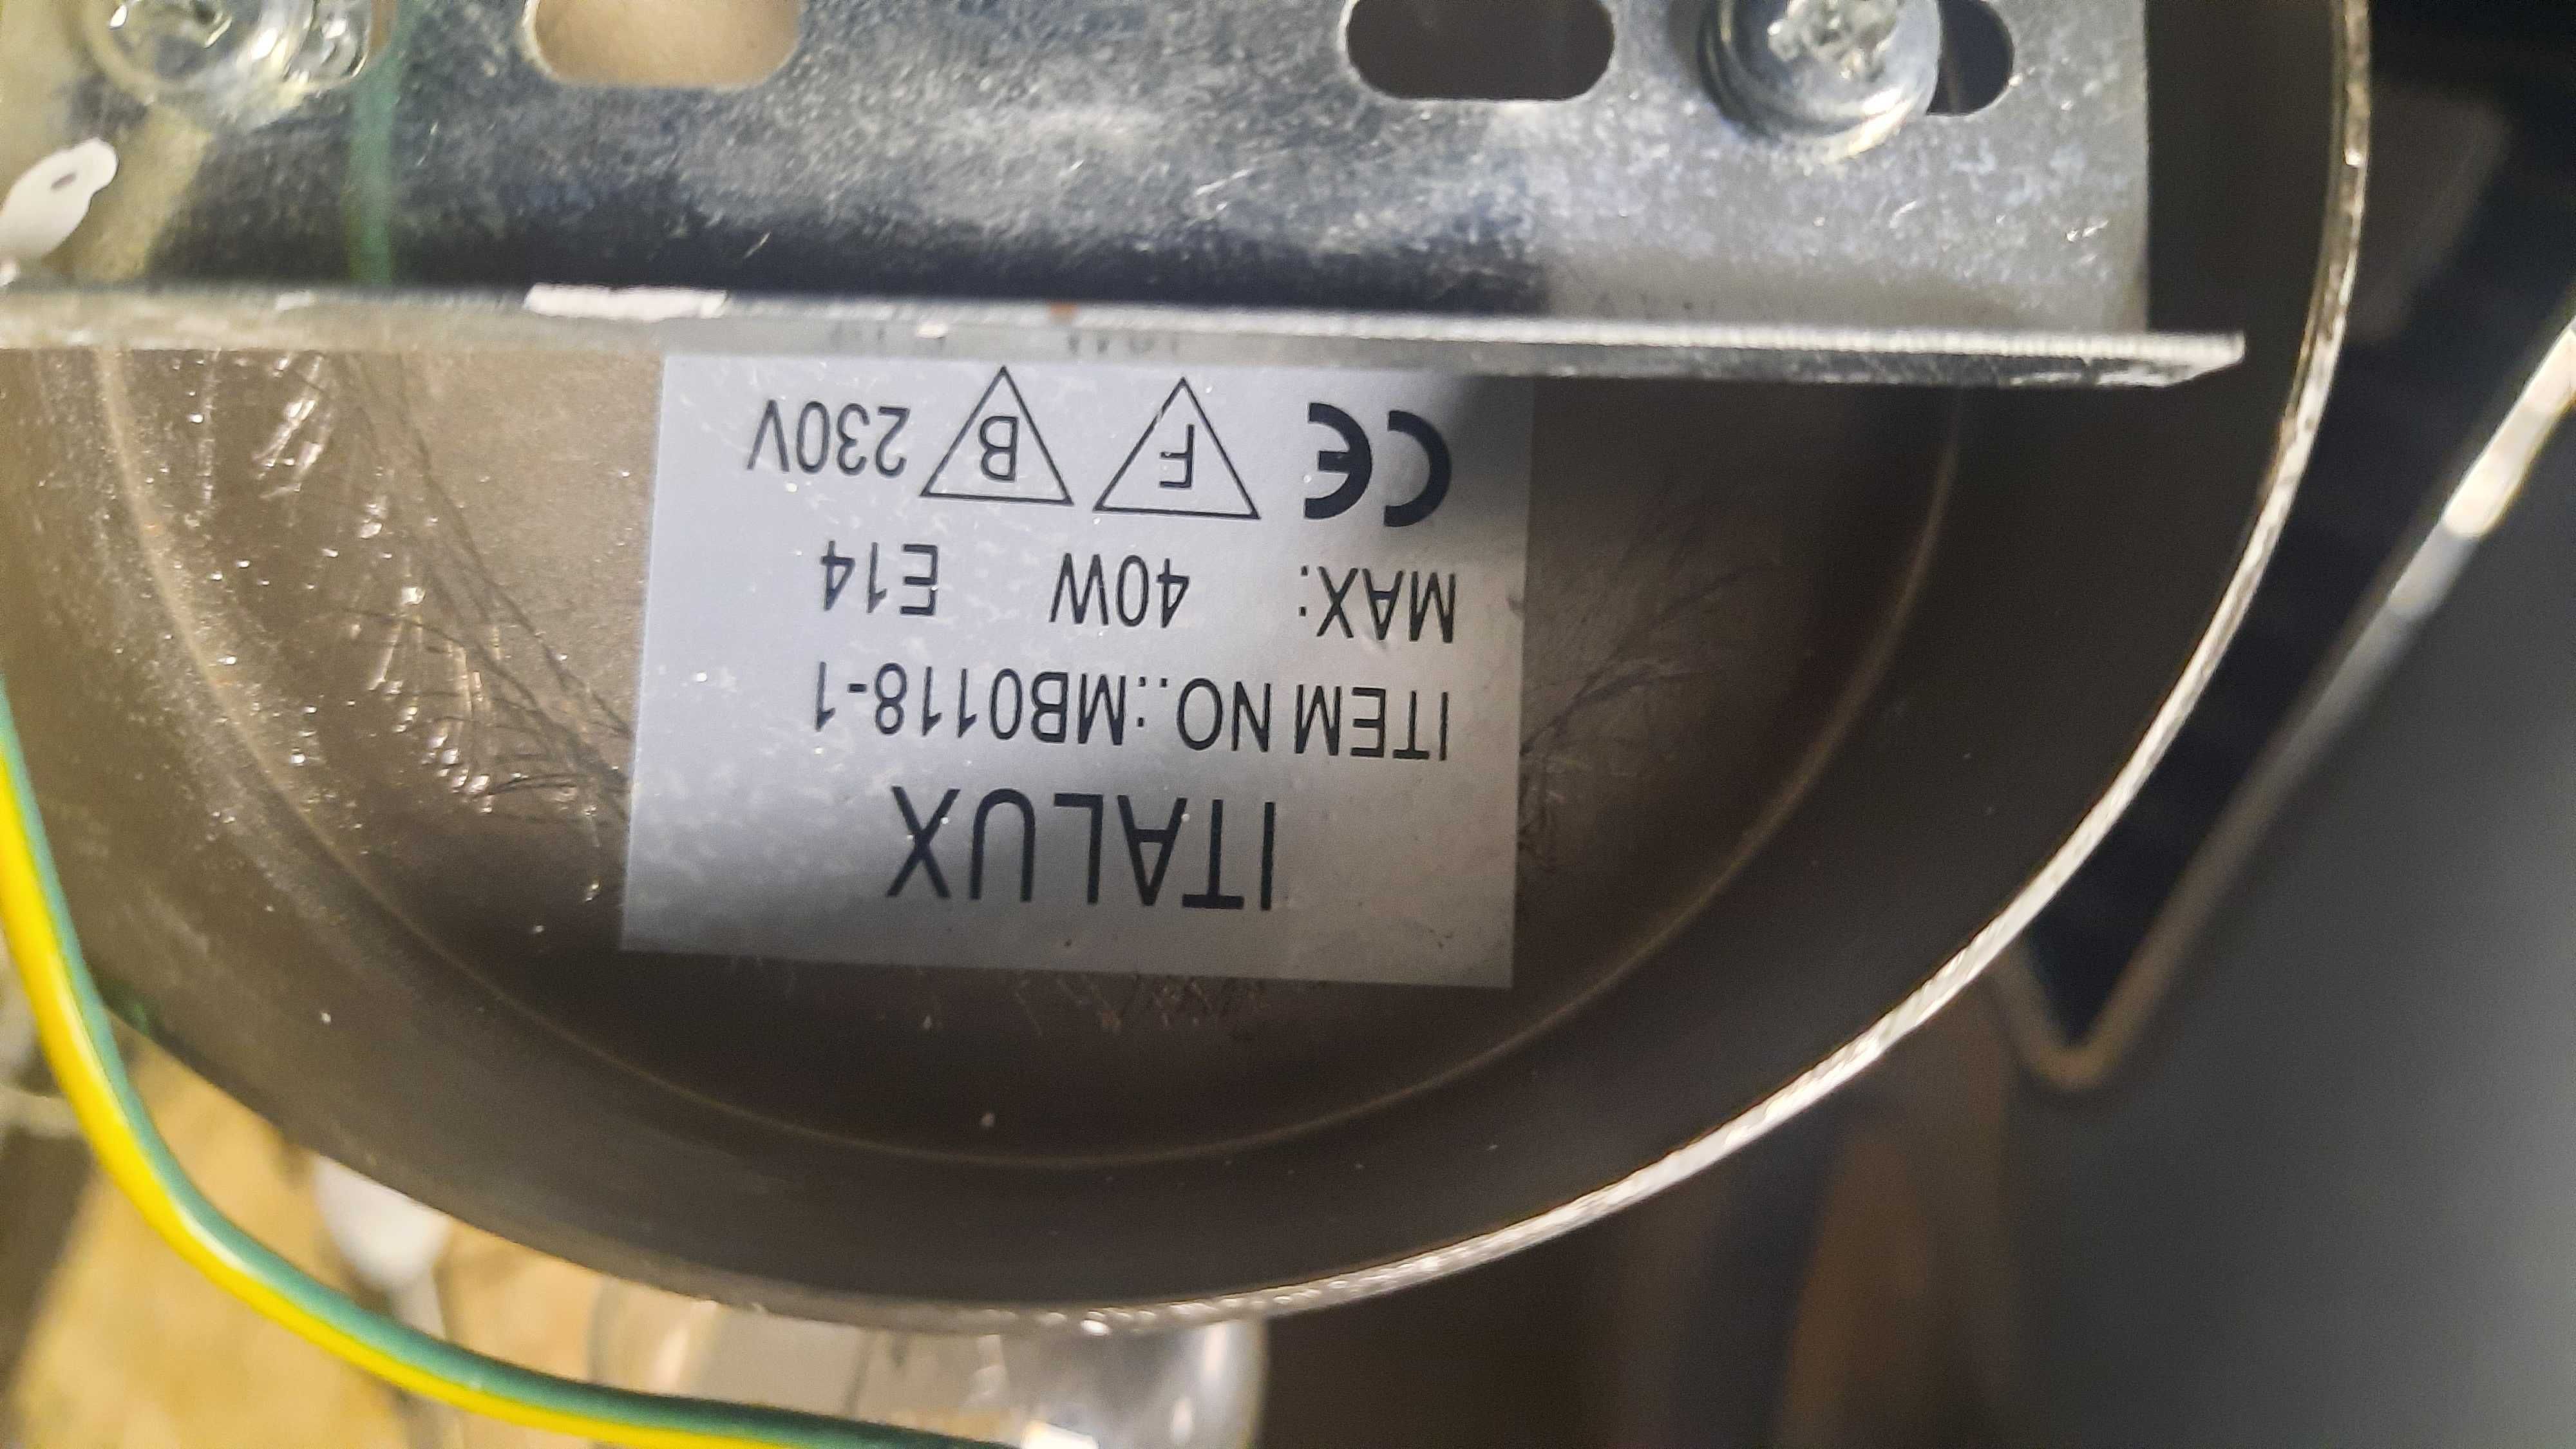 ITALUX
ITEM NO.:MB0118-1
MAX: 40W E14
CE F B 230V